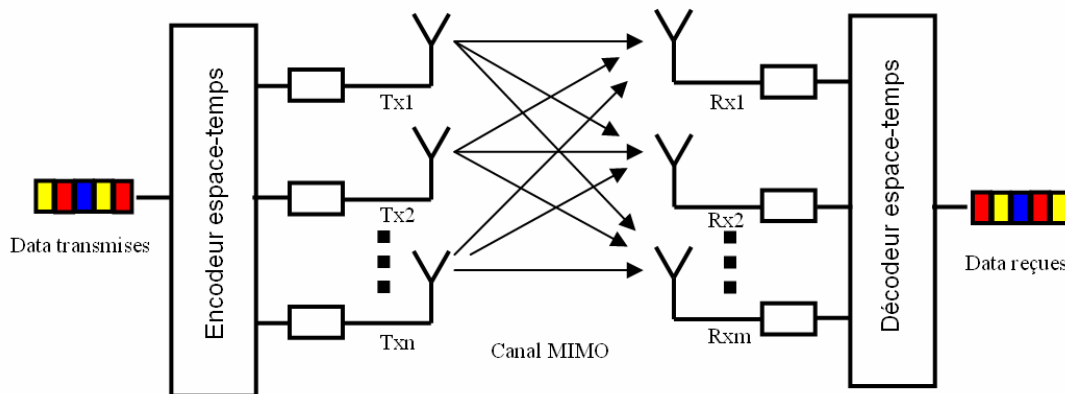 Encodeur espace-temps
Tx1
Rx1
Décodeur espace-temps
Tx2
Rx2
Data transmises
Data reçues
Txn
Rxm
Canal MIMO